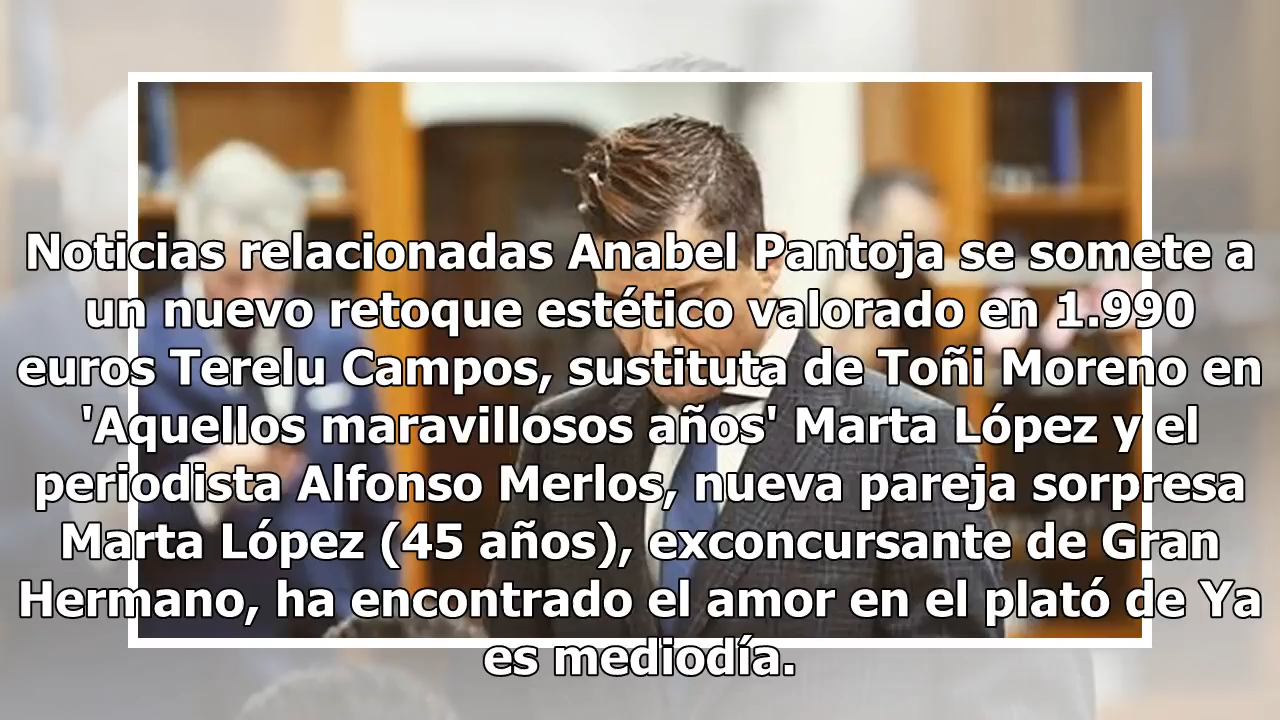 Noticias relacionadas Anabel Pantoja se somete a
un nuevo retoque estético valorado en 1.990
euros Terelu Campos, sustituta de Toñi Moreno en
'Aquellos maravillosos años' Marta López y el
periodista Alfonso Merlos, nueva pareja sorpresa
Marta López (45 años), exconcursante de Gran
Hermano, ha encontrado el amor en el plató de Ya
es mediodía.